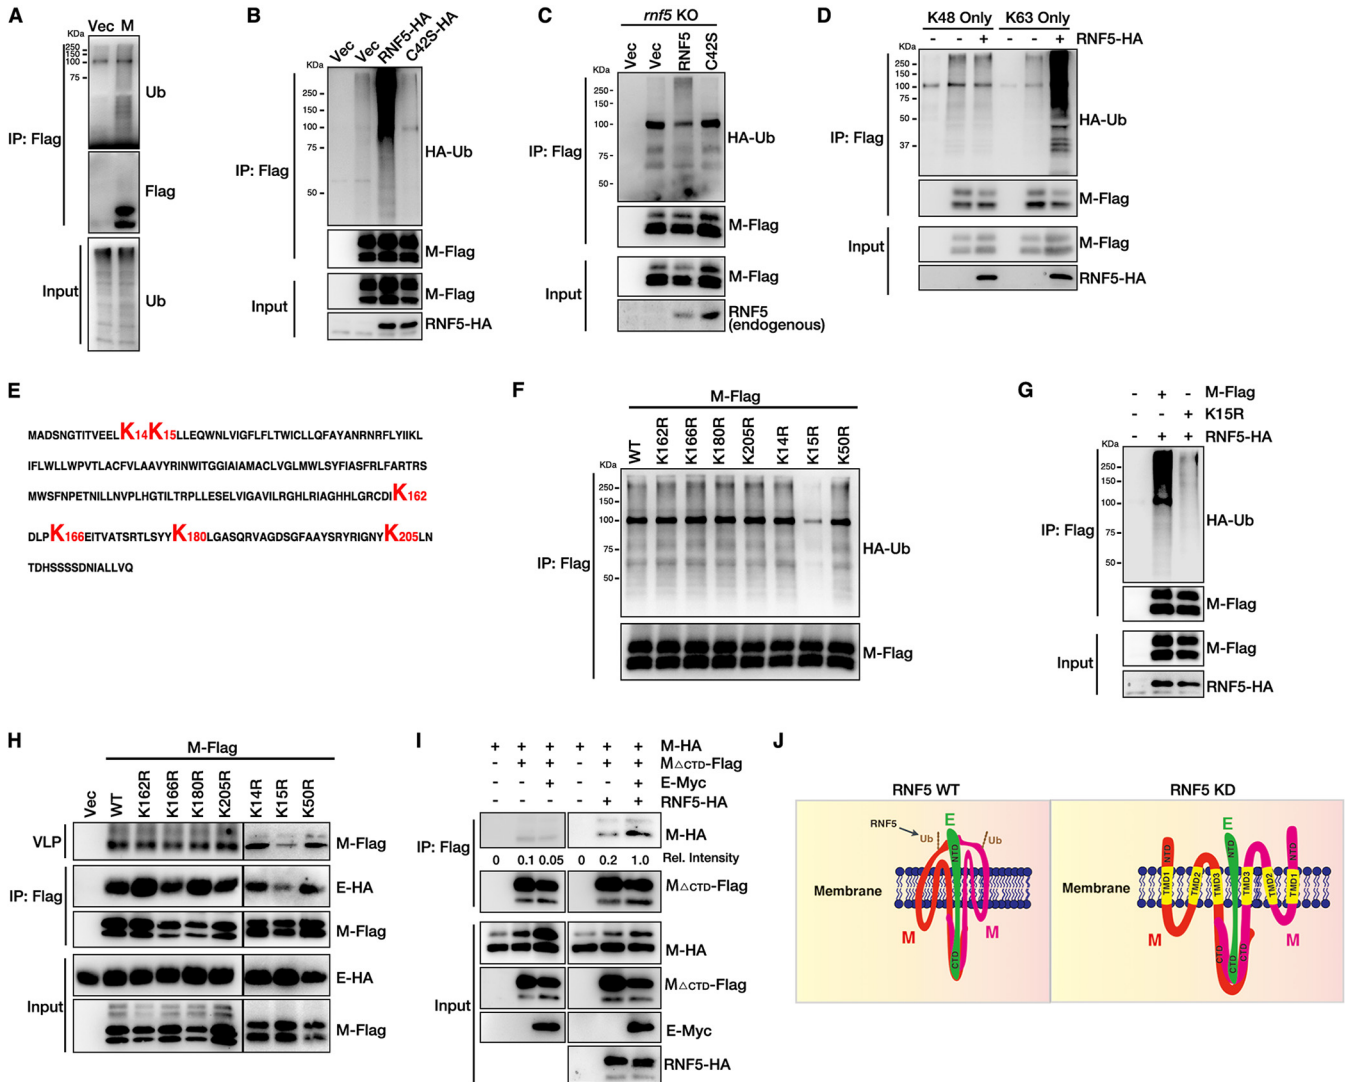 A
Vec M
KDa
250
150
100
75
Ub
IP: Flag
Flag
Input
Ub
B
Vec Vec RNF5-HA C42S-HA
KDa
250
150
100
75
50
HA-Ub
IP: Flag
M-Flag
Input
M-Flag
RNF5-HA
C
rnf5 KO
Vec Vec RNF5 C42S
KDa
250
150
100
75
50
HA-Ub
IP: Flag
M-Flag
Input
M-Flag
RNF5
(endogenous)
D
K48 Only K63 Only
- - + - - + RNF5-HA
KDa
250
150
100
75
50
37
HA-Ub
IP: Flag
M-Flag
Input
M-Flag
RNF5-HA
E
MADSNGTITVEELK14K15LLEQWNLVIGFLFLTWICLLQFAYANRNRFLYIIKL
IFLWLLWPVTLACFVLAAVYRINWITGGIAIAMACLVGLMWLSYFIASFRLFARTRS
MWSFNPETNILLNVPLHGTILTRPLLESELVIGAVILRGHLRIAGHHLGRCDIK162
DLPK166EITVATSRTLSYYK180LGASQRVAGDSGFAAYSRYRIGNYK205LN
TDHSSSSDNIALLVQ
F
M-Flag
WT K162R K166R K180R K205R K14R K15R K50R
KDa
250
150
100
75
50
HA-Ub
IP: Flag
M-Flag
G
- + - M-Flag
- - + K15R
- + + RNF5-HA
KDa
250
150
100
75
50
HA-Ub
IP: Flag
M-Flag
Input
M-Flag
RNF5-HA
H
M-Flag
Vec WT K162R K166R K180R K205R K14R K15R K50R
VLP
M-Flag
IP: Flag
E-HA
M-Flag
Input
E-HA
M-Flag
I
+ + + + + + M-HA
- + + - + + M△CTD-Flag
- - + - - + E-Myc
- - - - + + RNF5-HA
IP: Flag
M-HA
0 0.1 0.05 0 0.2 1.0 Rel. Intensity
M△CTD-Flag
Input
M-HA
M△CTD-Flag
E-Myc
RNF5-HA
J
RNF5 WT
RNF5
Ub
E
Ub
NTD
Membrane
M
M
CTD
RNF5 KD
E
NTD
NTD
NTD
Membrane
TMD1
TMD2
TMD3
TMD3
TMD2
TMD1
M
M
CTD
CTD
CTD